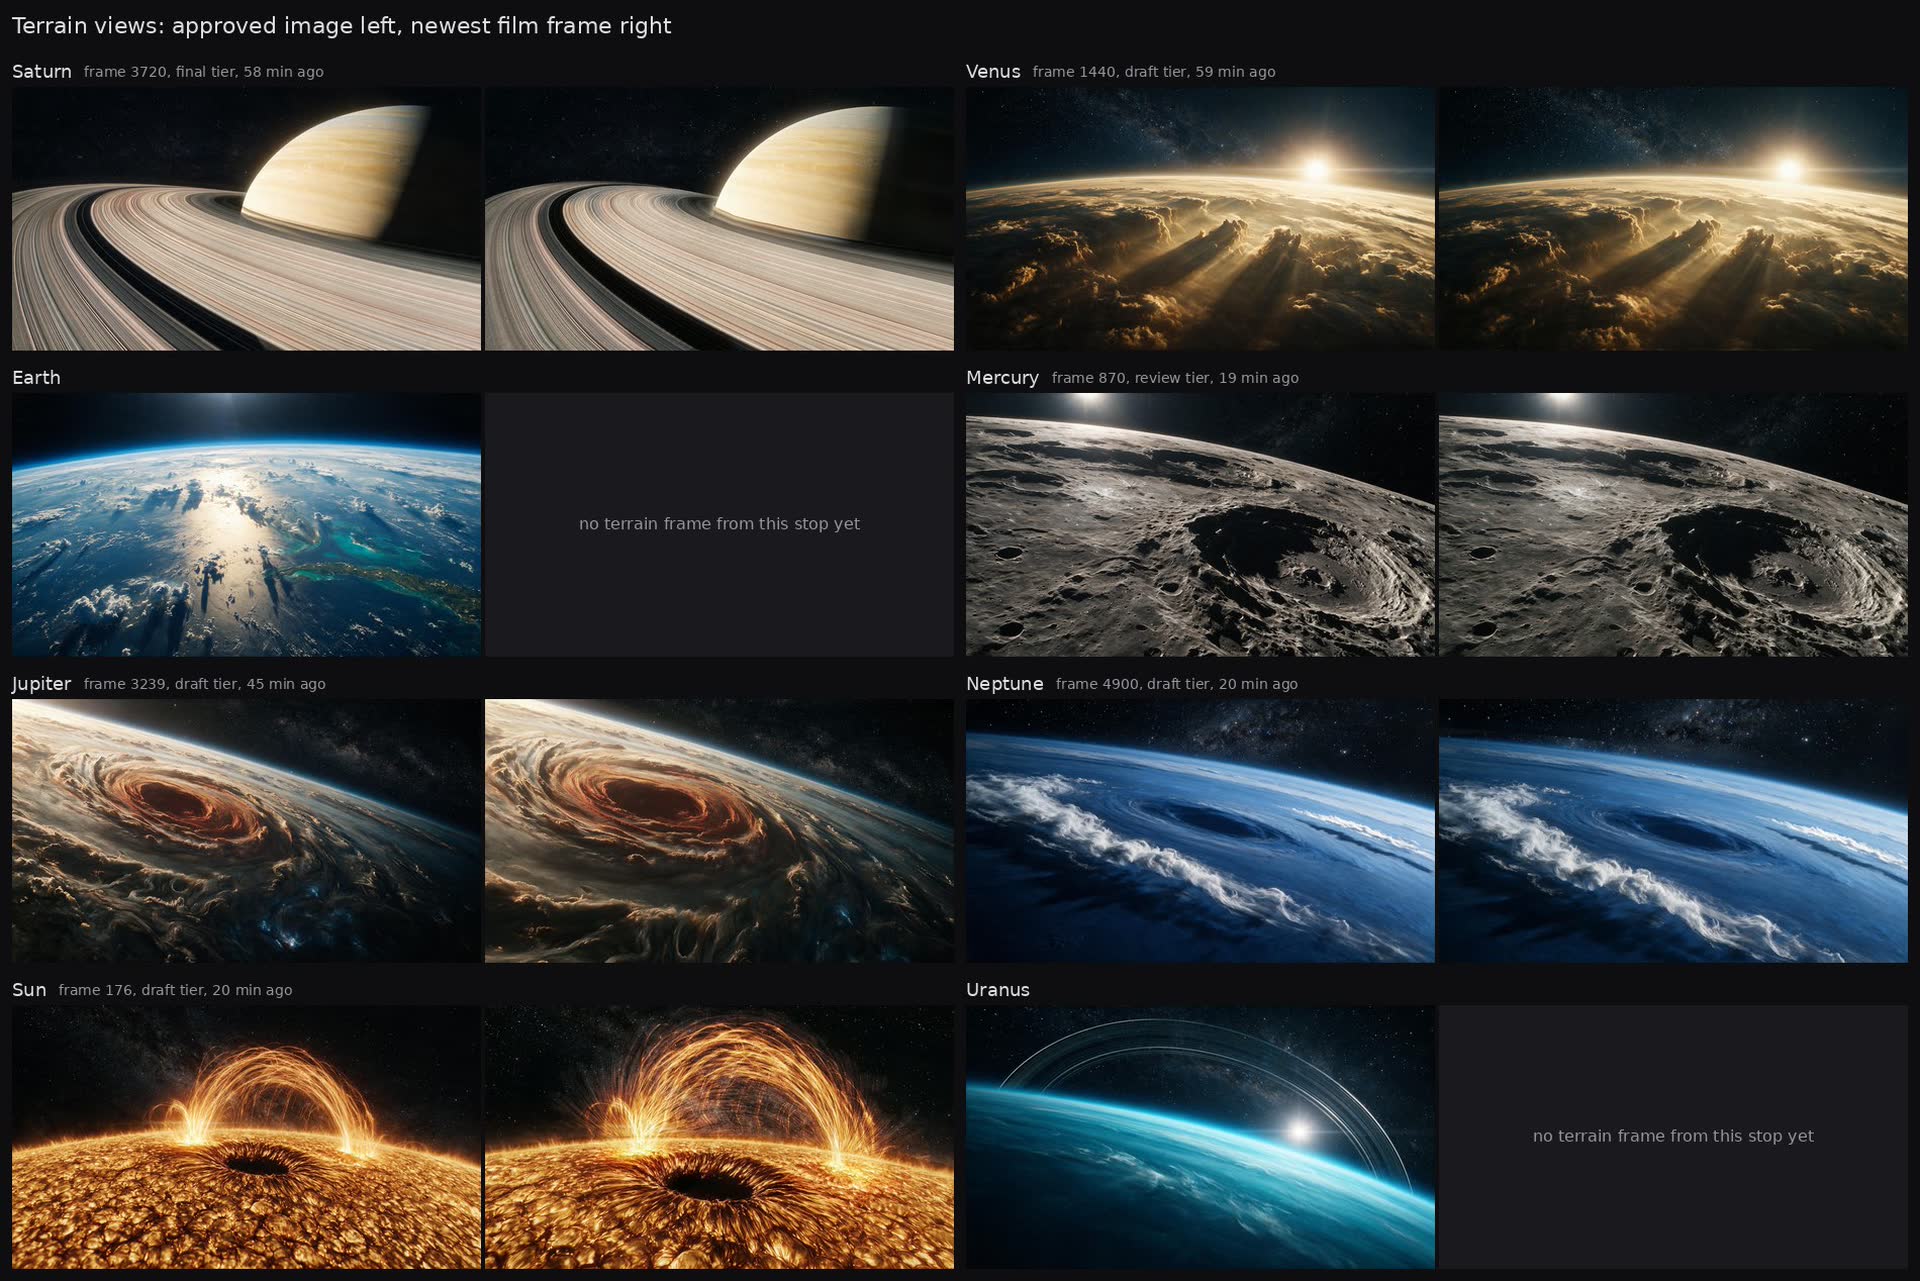 Terrain views: approved image left, newest film frame right
Saturn frame 3720, final tier, 58 min ago
Venus frame 1440, draft tier, 59 min ago
Earth
no terrain frame from this stop yet
Mercury frame 870, review tier, 19 min ago
Jupiter frame 3239, draft tier, 45 min ago
Neptune frame 4900, draft tier, 20 min ago
Sun frame 176, draft tier, 20 min ago
Uranus
no terrain frame from this stop yet